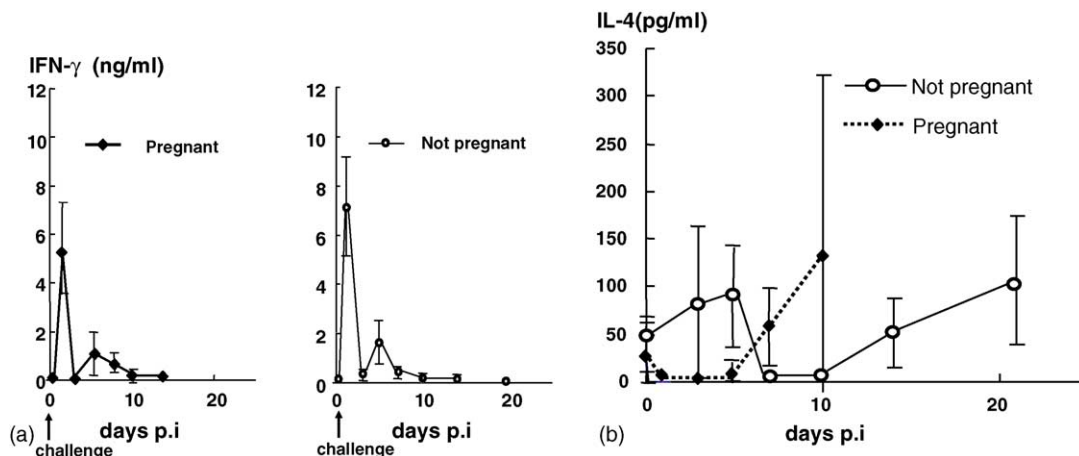 IFN-γ (ng/ml)
12
10
8
6
4
2
0
Pregnant
0 10 20
days p.i
challenge
(a)
12
10
8
6
4
2
0
Not pregnant
0 10 20
days p.i
challenge
IL-4(pg/ml)
350
300
250
200
150
100
50
0
Not pregnant
Pregnant
0 10 20
days p.i
(b)